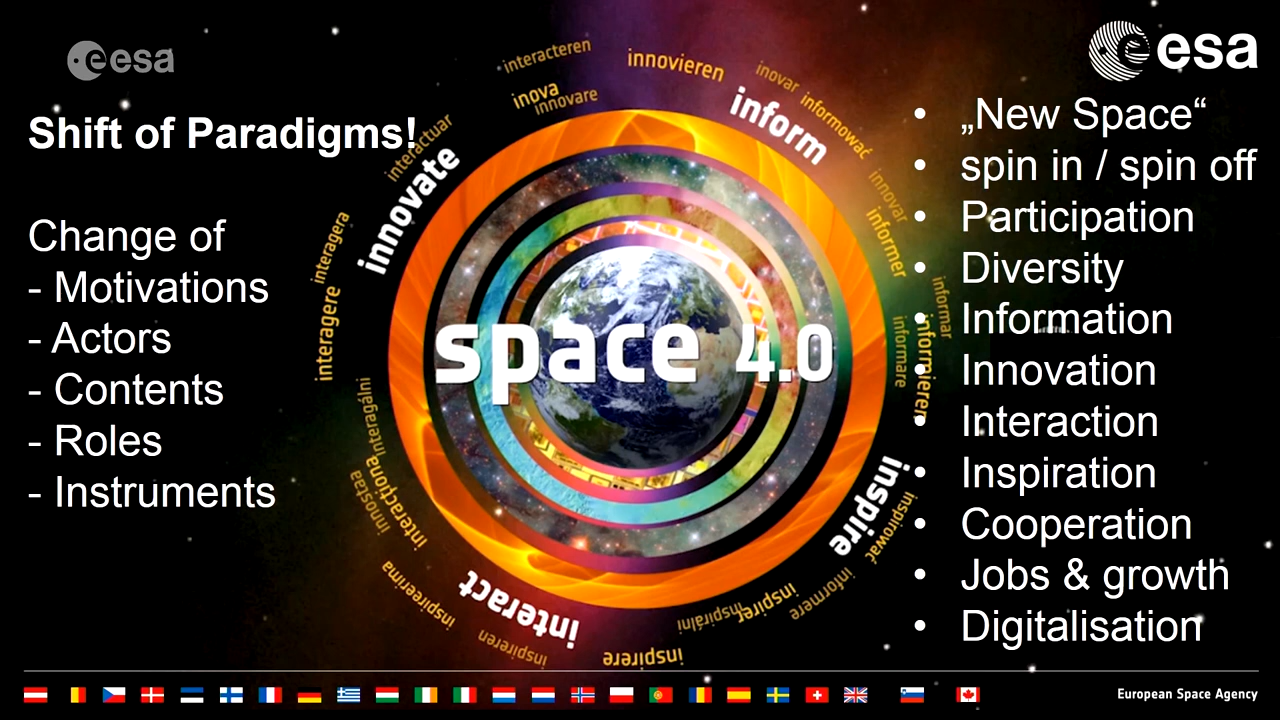 esa
esa
Shift of Paradigms!
Change of
- Motivations
- Actors
- Contents
- Roles
- Instruments
interacteren
innovieren
inova
innovare
inovar
informować
inform
interactuar
innovate
innovar
informer
interagera
interagere
informar
informare
informieren
space 4.0
Interagálni
interacționa
innostaa
inspire
inspirować
inspireerima
interact
inspireren
inspirere
inspirálni
inspirer
informere
• „New Space“
• spin in / spin off
• Participation
• Diversity
• Information
• Innovation
• Interaction
• Inspiration
• Cooperation
• Jobs & growth
• Digitalisation
European Space Agency